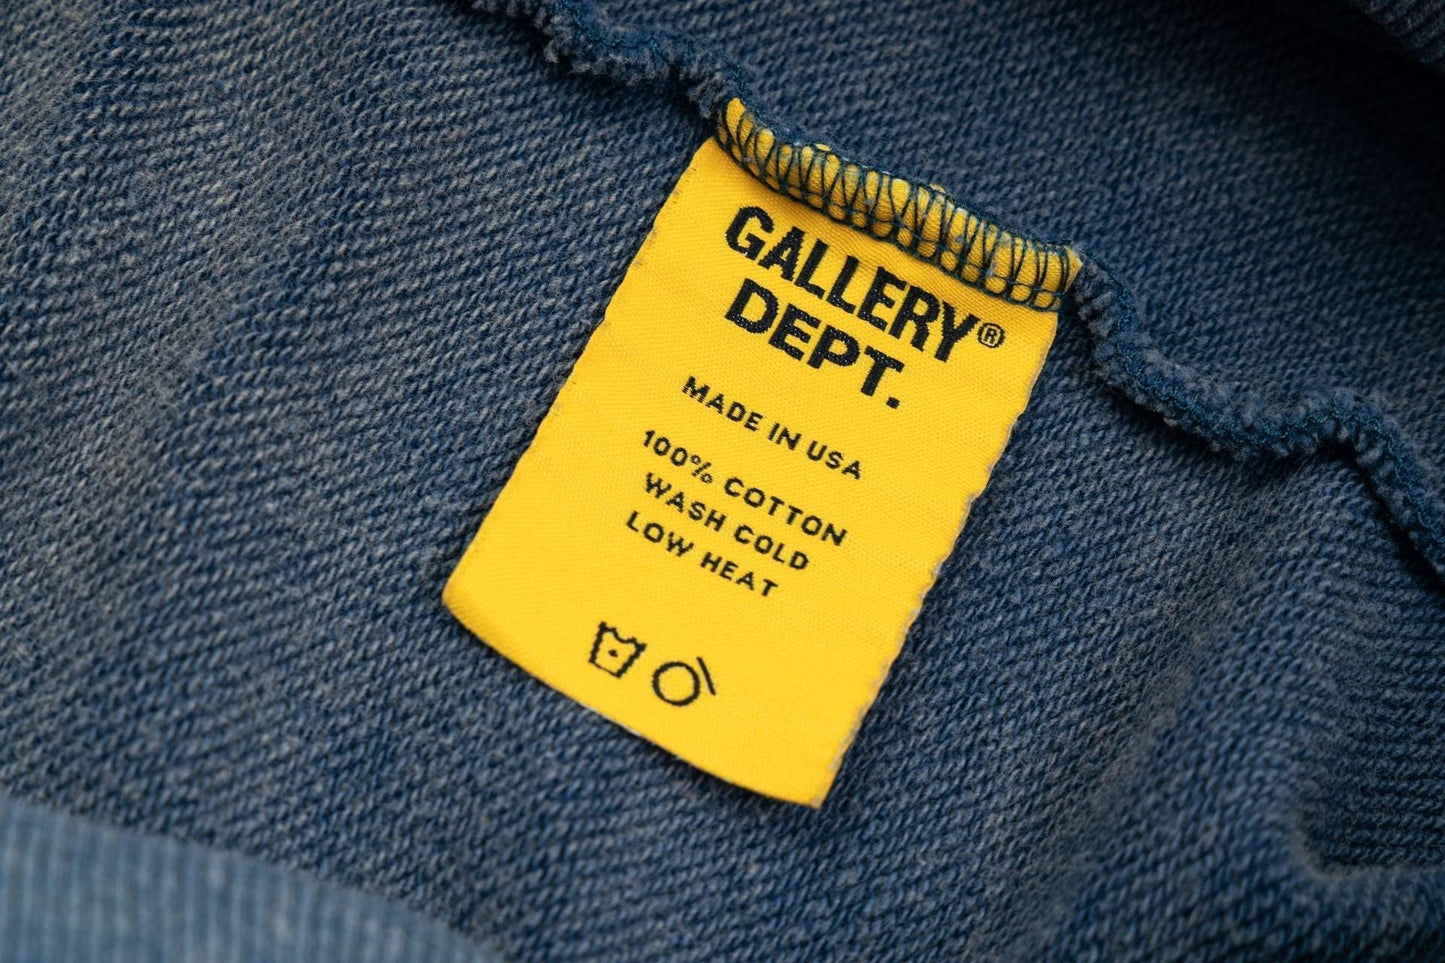 GALLERY®
DEPT.
MADE IN USA
100% COTTON
WASH COLD
LOW HEAT